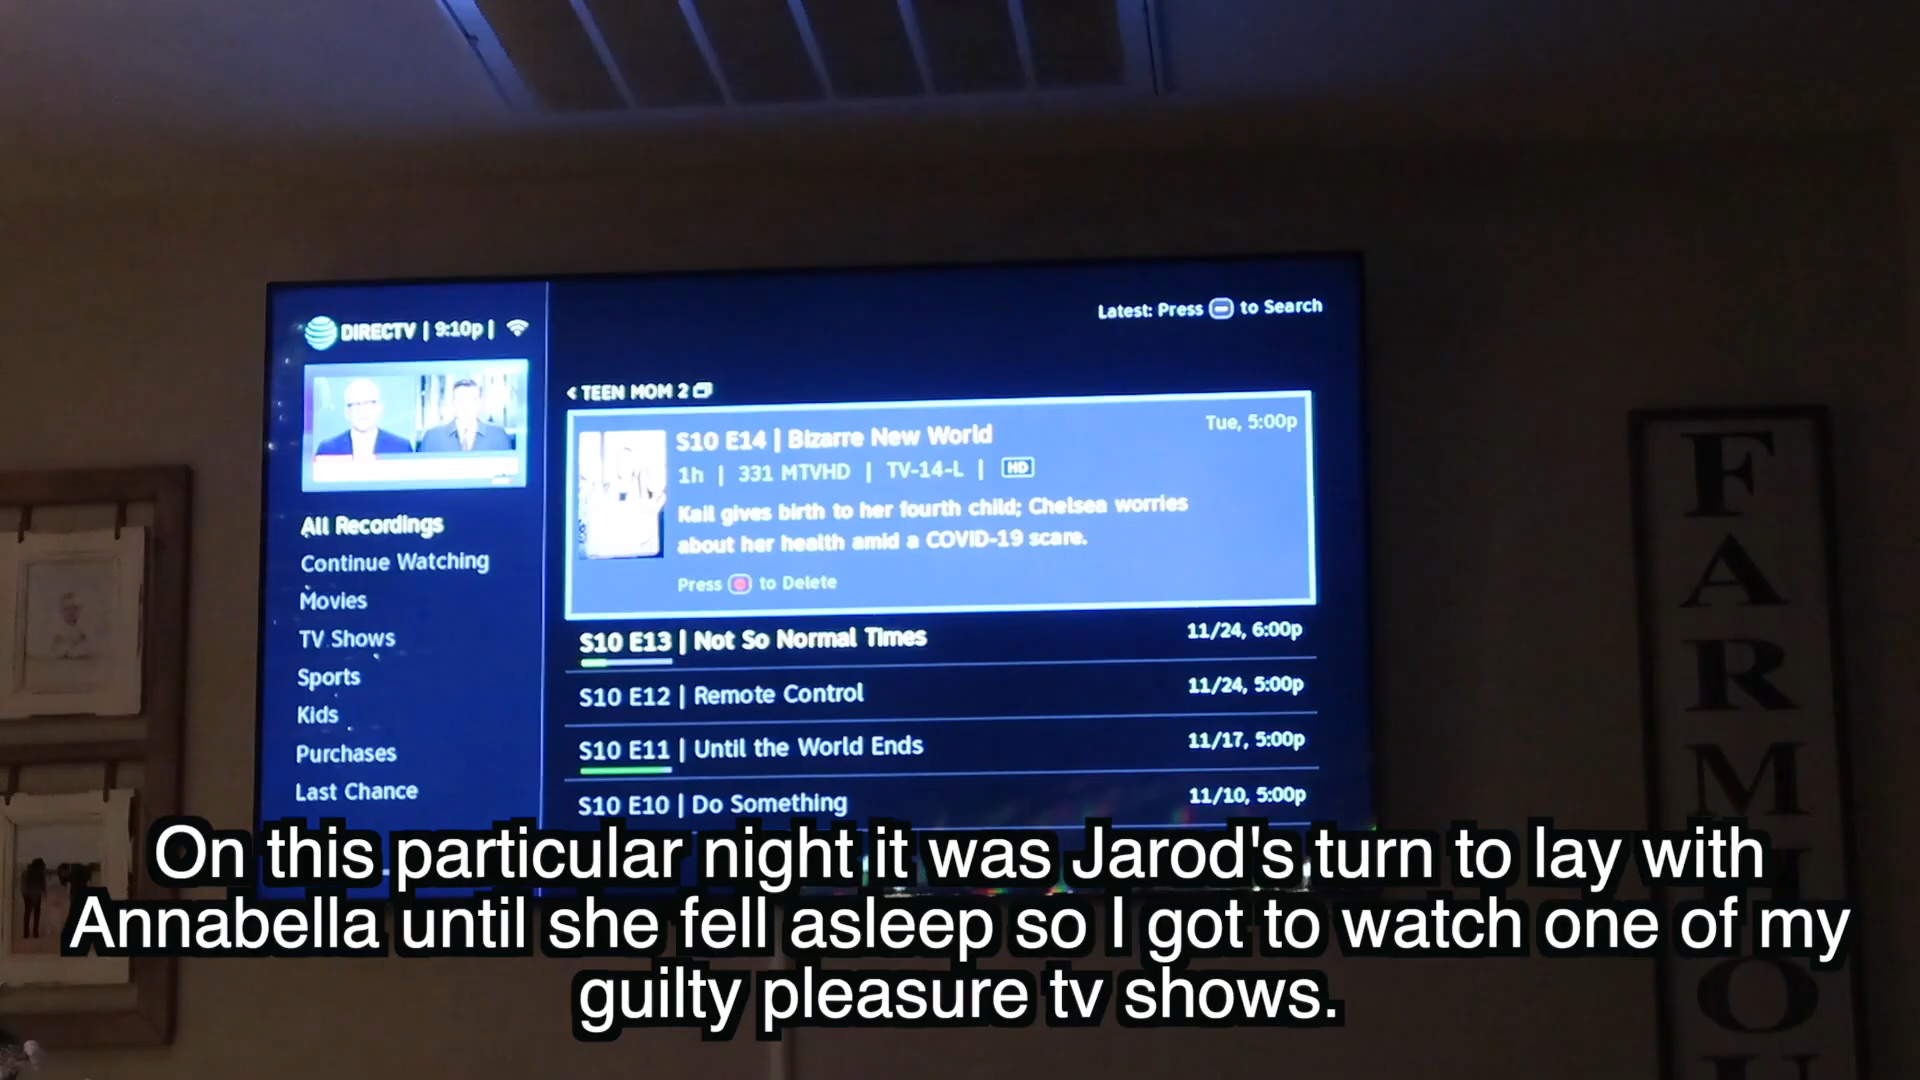 Latest: Press to Search
DIRECTV | 9:10p |
< TEEN MOM 2
S10 E14 | Bizarre New World
Tue, 5:00p
1h | 331 MTVHD | TV-14-L | HD
Kail gives birth to her fourth child; Chelsea worries
about her health amid a COVID-19 scare.
Press to Delete
All Recordings
Continue Watching
Movies
TV Shows
Sports
Kids
Purchases
Last Chance
S10 E13 | Not So Normal Times 11/24, 6:00p
S10 E12 | Remote Control 11/24, 5:00p
S10 E11 | Until the World Ends 11/17, 5:00p
S10 E10 | Do Something 11/10, 5:00p
F
A
R
M
H
O
U
On this particular night it was Jarod's turn to lay with
Annabella until she fell asleep so I got to watch one of my
guilty pleasure tv shows.